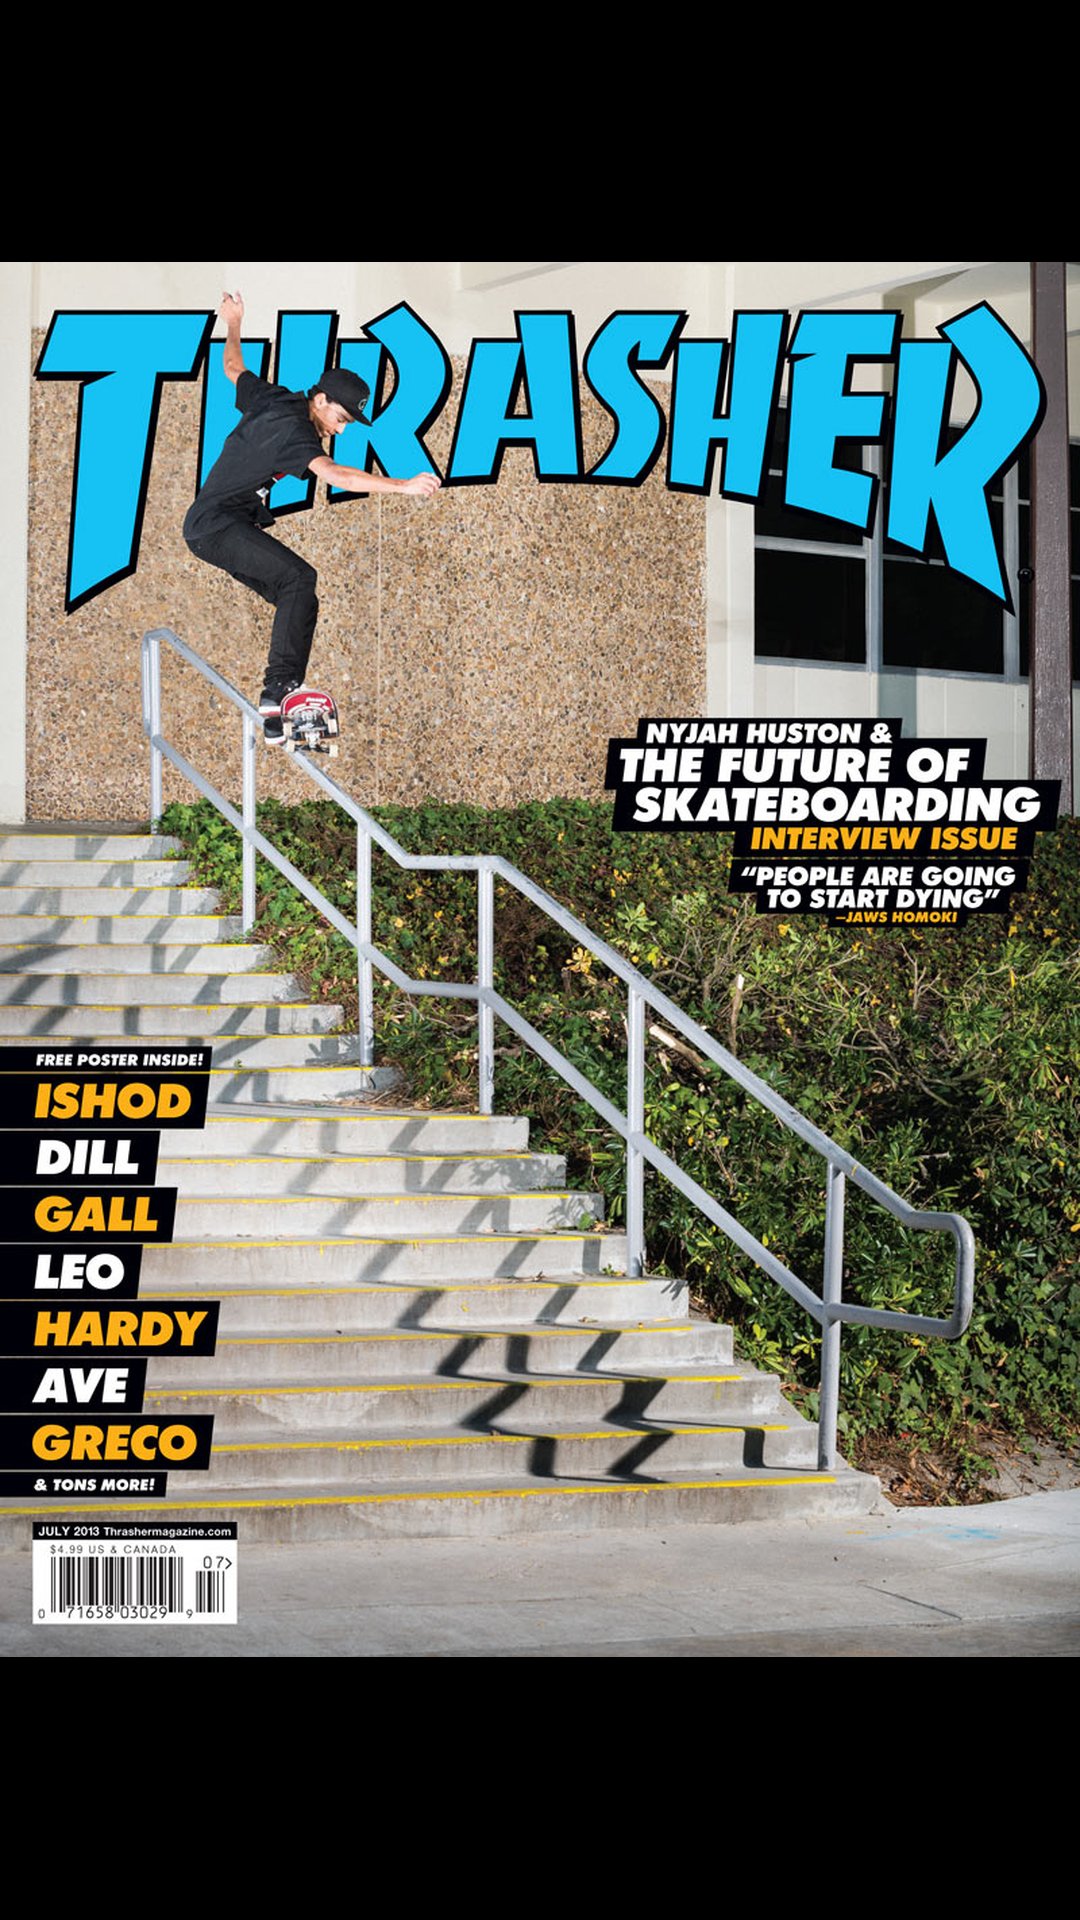 THRASHER
NYJAH HUSTON &
THE FUTURE OF
SKATEBOARDING
INTERVIEW ISSUE
“PEOPLE ARE GOING
TO START DYING”
–JAWS HOMOKI
FREE POSTER INSIDE!
ISHOD
DILL
GALL
LEO
HARDY
AVE
GRECO
& TONS MORE!
JULY 2013 Thrashermagazine.com
$4.99 US & CANADA
07>
0 71658 03029 9